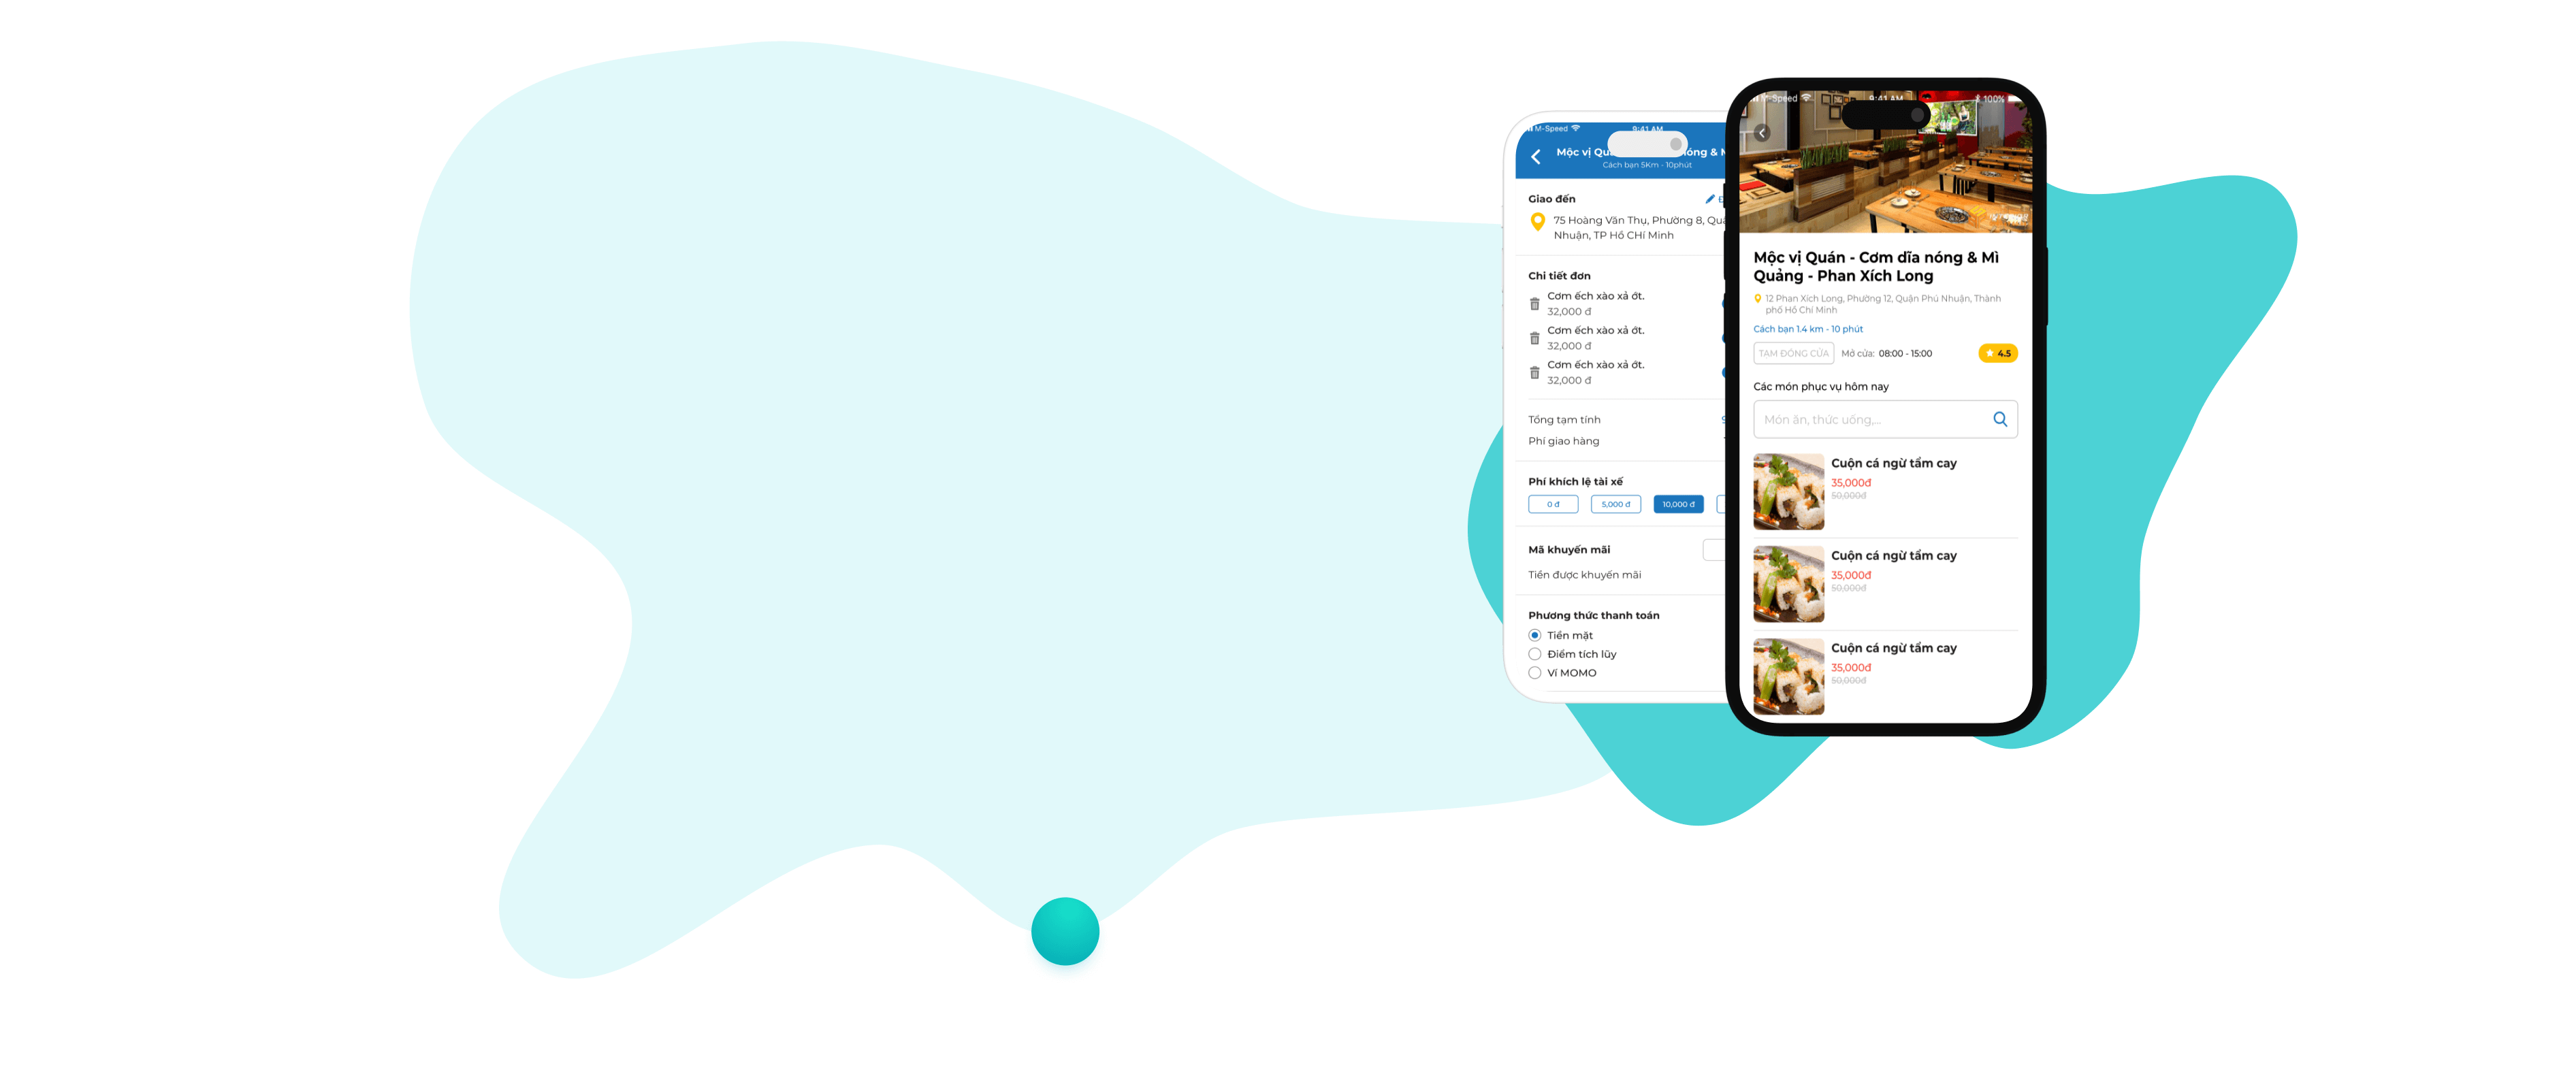 M-Speed
9:41 AM
Mộc vị
nóng &
Cách bạn 5Km - 10phút
Giao đến
75 Hoàng Văn Thụ, Phường 8,
Nhuận, TP Hồ CHí Minh
Chi tiết đơn
Cơm ếch xào xả ớt.
32,000 đ
Cơm ếch xào xả ớt.
32,000 đ
Cơm ếch xào xả ớt.
32,000 đ
Tổng tạm tính
Phí giao hàng
Phí khích lệ tài xế
0 đ 5,000 đ 10,000 đ
Mã khuyến mãi
Tiền được khuyến mãi
Phương thức thanh toán
Tiền mặt
Điểm tích lũy
Ví MOMO
M-Speed 9:41 AM 100%
Mộc vị Quán - Cơm dĩa nóng & Mì
Quảng - Phan Xích Long
12 Phan Xích Long, Phường 12, Quận Phú Nhuận, Thành
phố Hồ Chí Minh
Cách bạn 1.4 km - 10 phút
TẠM ĐÓNG CỬA Mở cửa: 08:00 - 15:00 4.5
Các món phục vụ hôm nay
Món ăn, thức uống,...
Cuộn cá ngừ tẩm cay
35,000đ
50,000đ
Cuộn cá ngừ tẩm cay
35,000đ
50,000đ
Cuộn cá ngừ tẩm cay
35,000đ
50,000đ